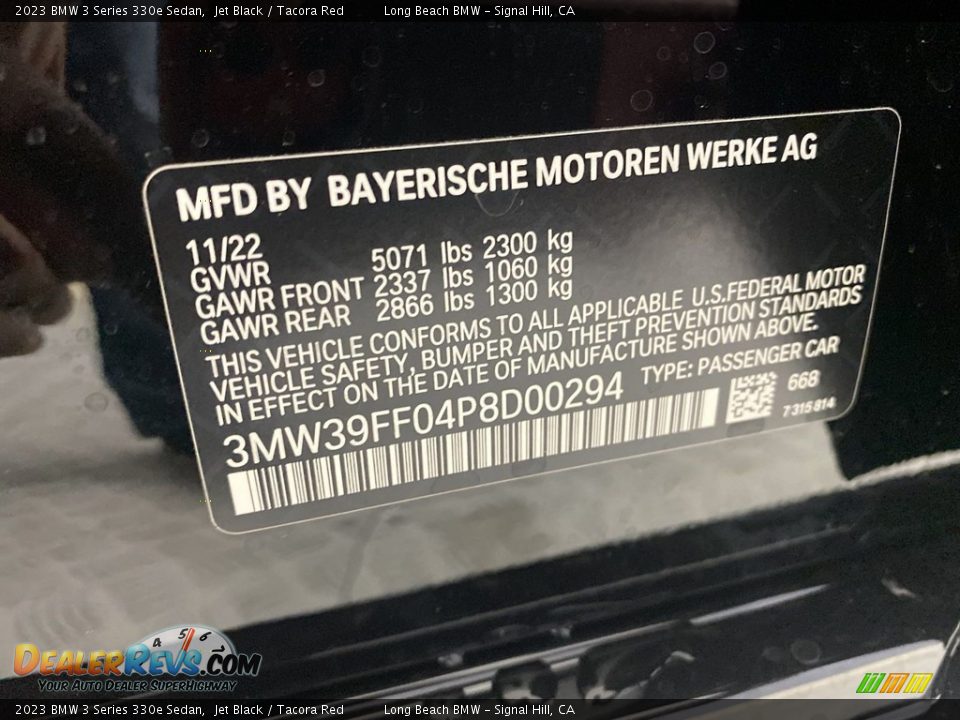 2023 BMW 3 Series 330e Sedan, Jet Black / Tacora Red Long Beach BMW - Signal Hill, CA
MFD BY BAYERISCHE MOTOREN WERKE AG
11/22
GVWR 5071 lbs 2300 kg
GAWR FRONT 2337 lbs 1060 kg
GAWR REAR 2866 lbs 1300 kg
THIS VEHICLE CONFORMS TO ALL APPLICABLE U.S.FEDERAL MOTOR
VEHICLE SAFETY, BUMPER AND THEFT PREVENTION STANDARDS
IN EFFECT ON THE DATE OF MANUFACTURE SHOWN ABOVE.
3MW39FF04P8D00294 TYPE: PASSENGER CAR
668
7315814
4 5 6
DEALERREVS.COM
YOUR AUTO DEALER SUPERHIGHWAY
2023 BMW 3 Series 330e Sedan, Jet Black / Tacora Red Long Beach BMW - Signal Hill, CA